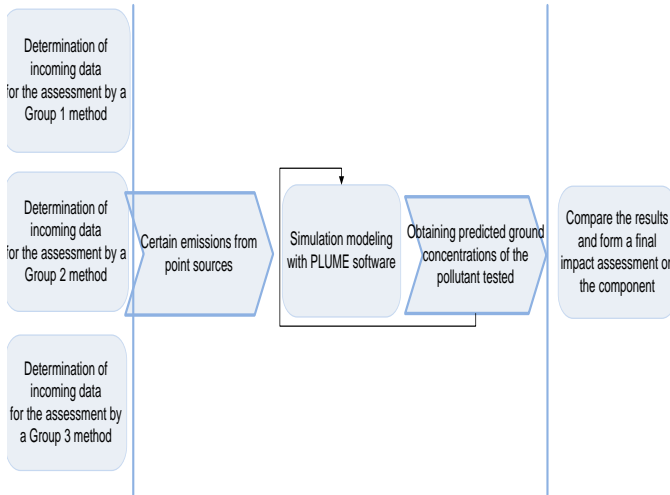 Determination of
incoming data
for the assessment by a
Group 1 method
Determination of
incoming data
for the assessment by a
Group 2 method
Determination of
incoming data
for the assessment by
a Group 3 method
Certain emissions from
point sources
Simulation modeling
with PLUME software
Obtaining predicted ground
concentrations of the
pollutant tested
Compare the results
and form a final
impact assessment on
the component